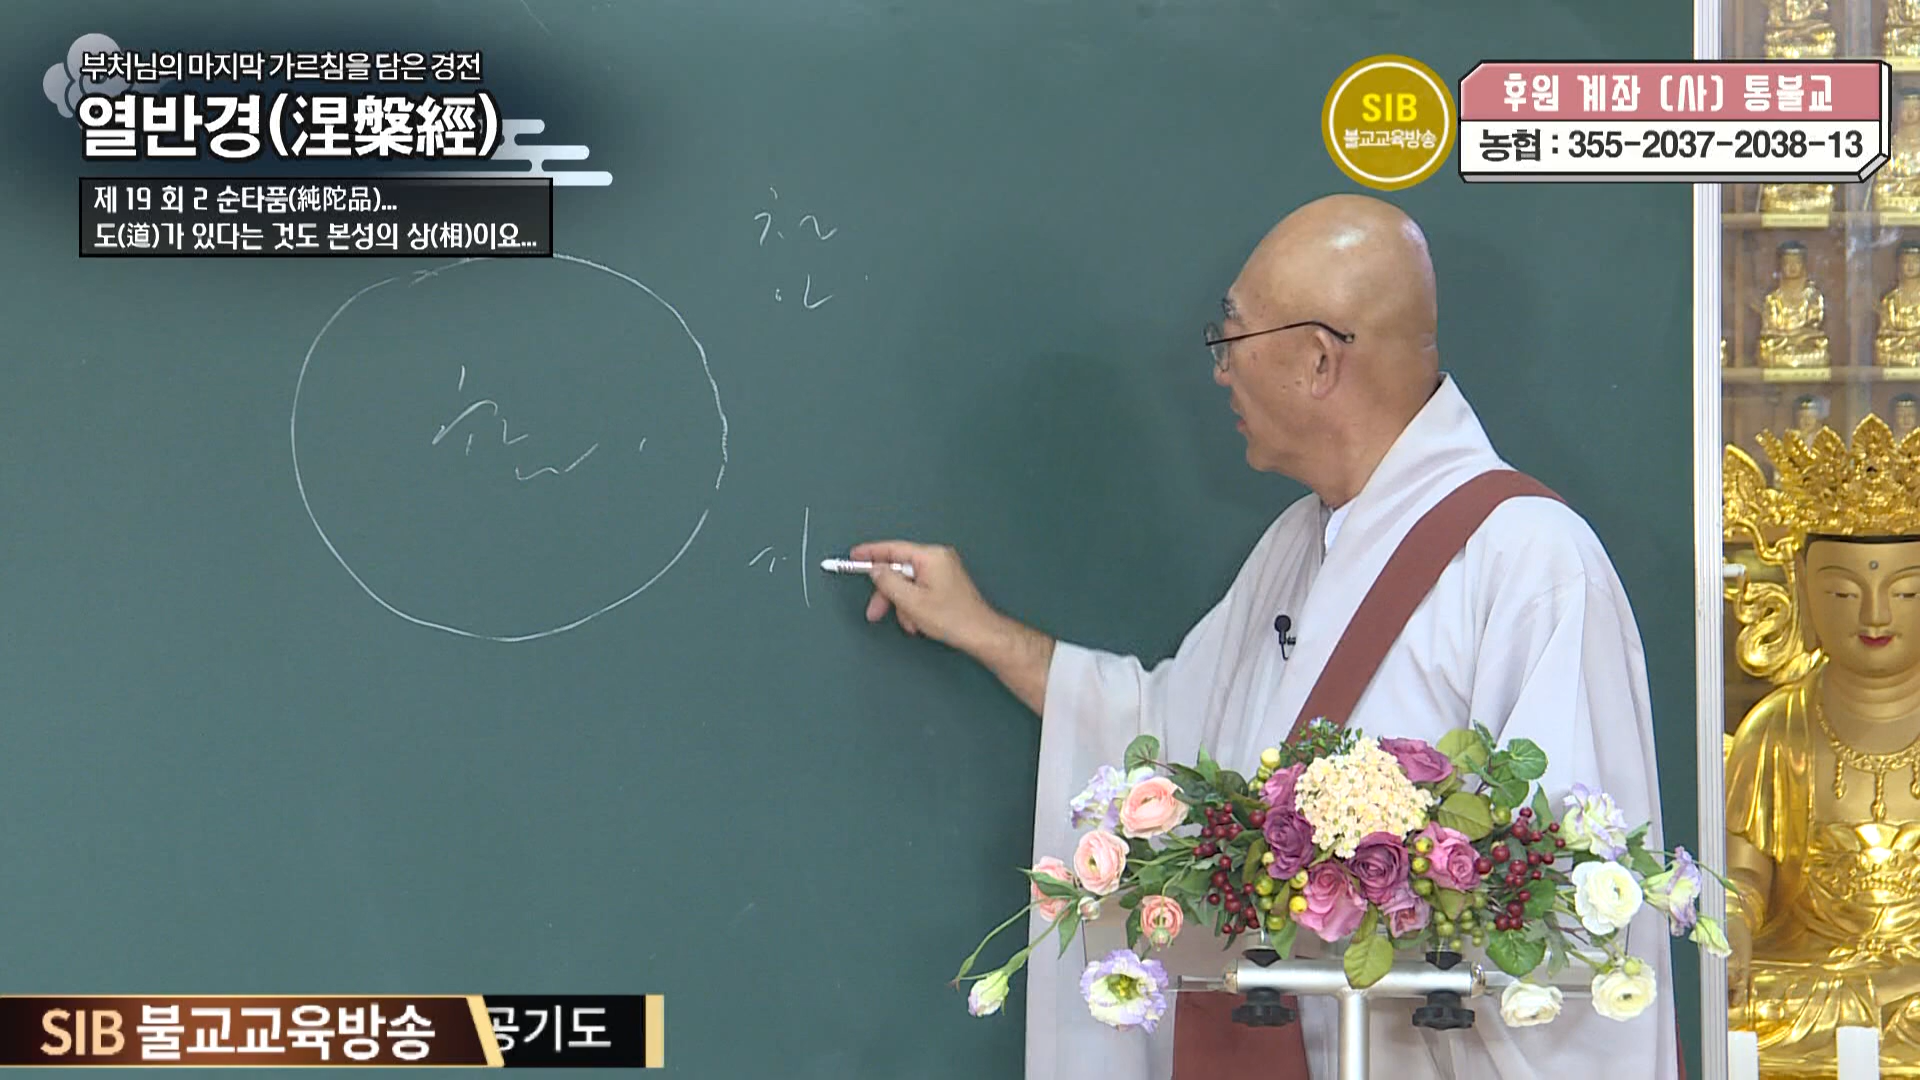 부처님의 마지막 가르침을 담은 경전
열반경(涅槃經)
제 19 회 2 순타품(純陀品)...
도(道)가 있다는 것도 본성의 상(相)이요...
SIB
불교교육방송
후원 계좌 (사) 통불교
농협 : 355-2037-2038-13
SIB 불교교육방송
공기도